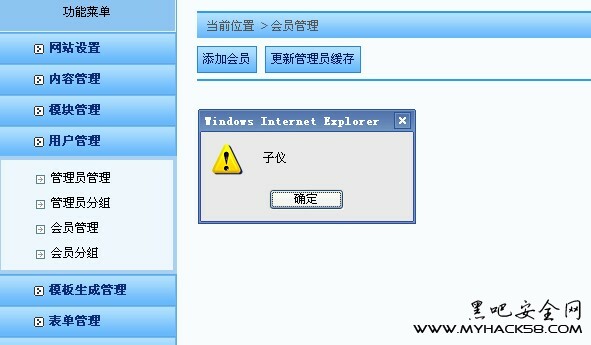 功能菜单
网站设置
内容管理
模块管理
用户管理
管理员管理
管理员分组
会员管理
会员分组
模板生成管理
表单管理
当前位置 >会员管理
添加会员 更新管理员缓存
Windows Internet Explorer
子仪
确定
黑吧安全网
WWW.MYHACK58.COM